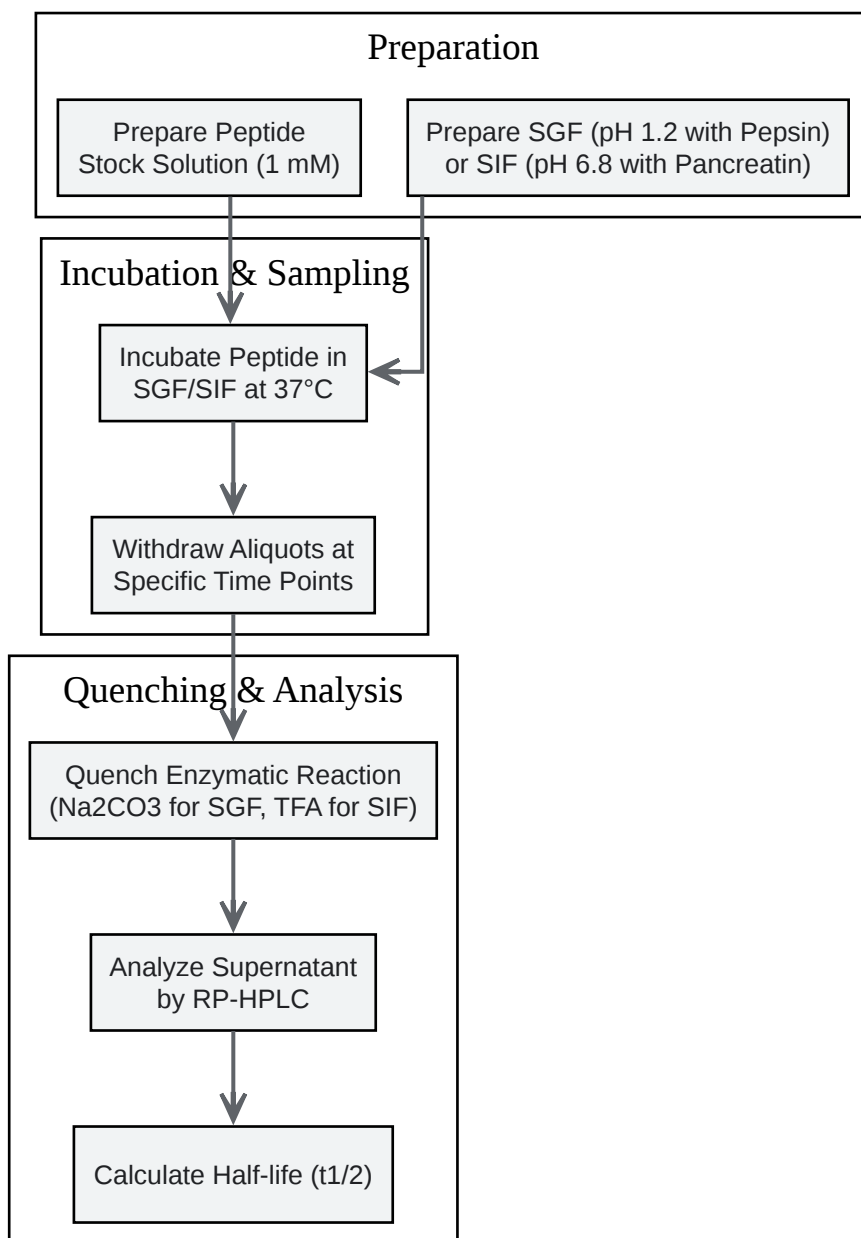 Preparation
Prepare Peptide
Stock Solution (1 mM)
Prepare SGF (pH 1.2 with Pepsin)
or SIF (pH 6.8 with Pancreatin)
Incubation & Sampling
Incubate Peptide in
SGF/SIF at 37°C
Withdraw Aliquots at
Specific Time Points
Quenching & Analysis
Quench Enzymatic Reaction
(Na2CO3 for SGF, TFA for SIF)
Analyze Supernatant
by RP-HPLC
Calculate Half-life (t1/2)